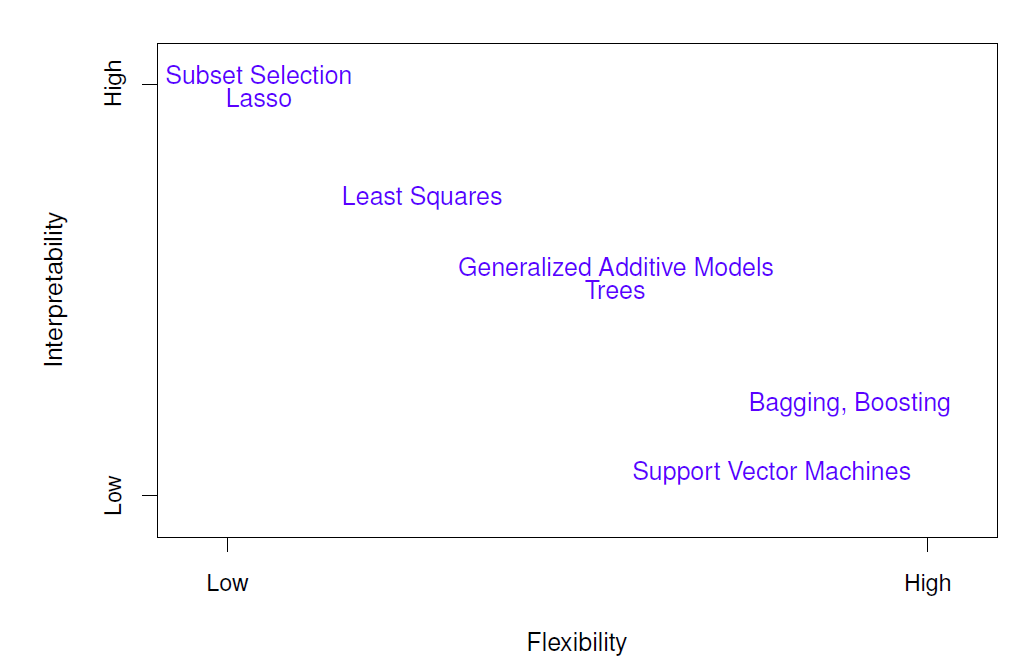 High
Subset Selection
Lasso
Least Squares
Interpretability
Generalized Additive Models
Trees
Bagging, Boosting
Support Vector Machines
Low
Low
High
Flexibility